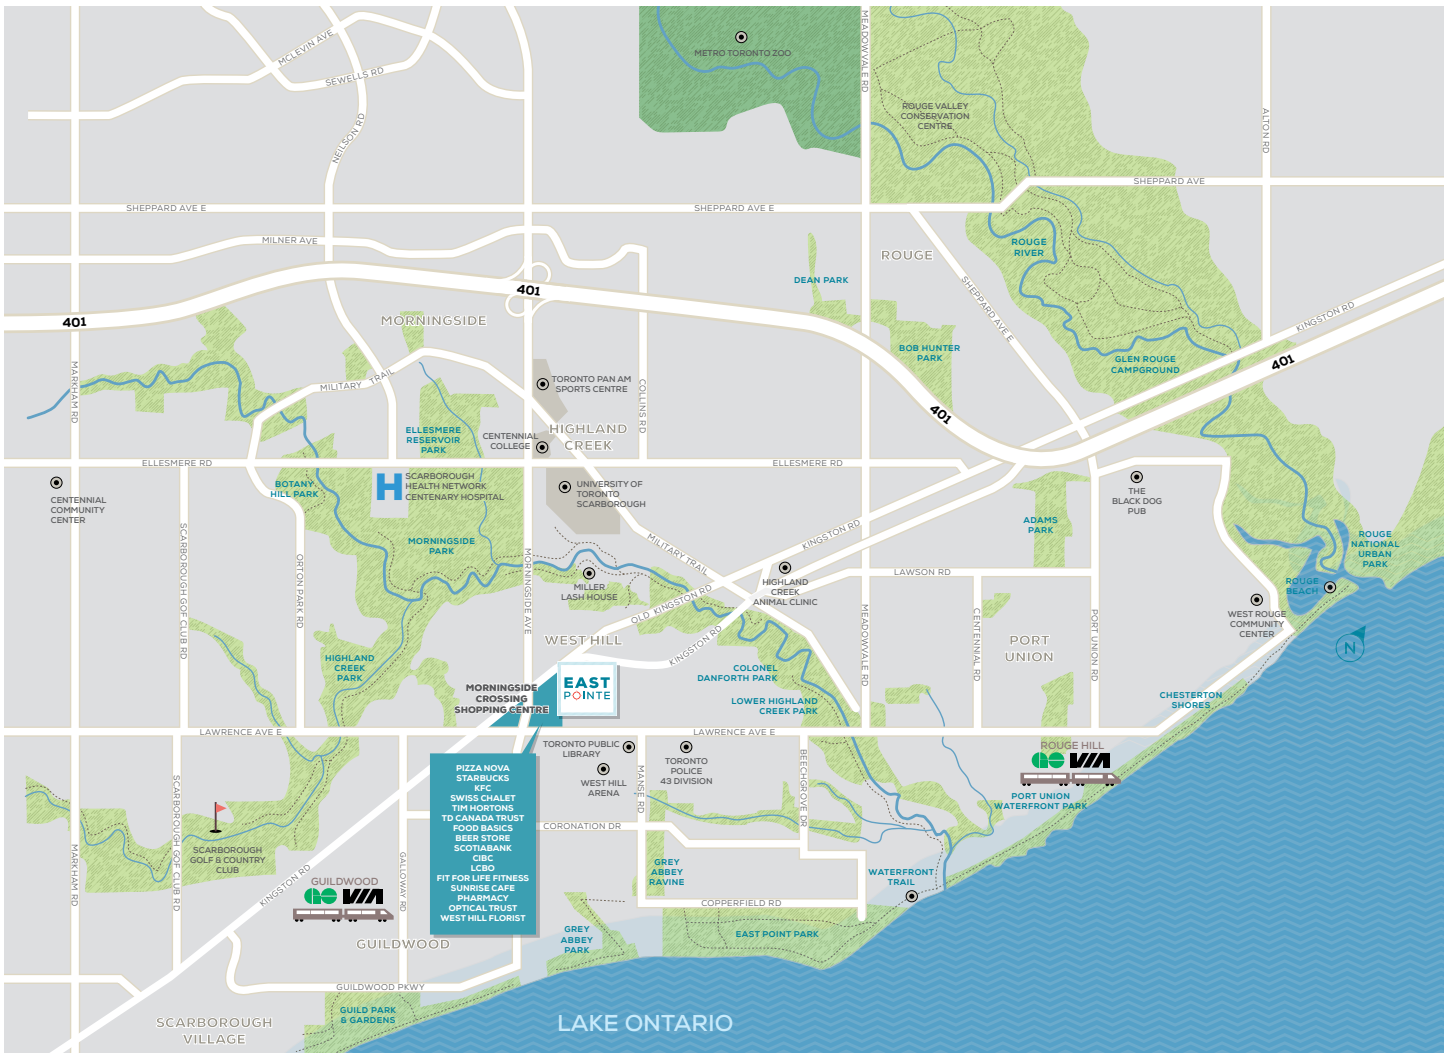 MCLEVIN AVE
SEWELLS RD
NEILSON RD
METRO TORONTO ZOO
MEADOWVALE RD
ROUGE VALLEY
CONSERVATION
CENTRE
ALTON RD
SHEPPARD AVE
SHEPPARD AVE E
SHEPPARD AVE E
MILNER AVE
ROUGE
RIVER
ROUGE
DEAN PARK
SHEPPARD AVE E
401
401
401
401
KINGSTON RD
MORNINGSIDE
BOB HUNTER
PARK
GLEN ROUGE
CAMPGROUND
MARKHAM RD
MILITARY TRAIL
TORONTO PAN AM
SPORTS CENTRE
COLLINS RD
ELLESMERE
RESERVOIR
PARK
CENTENNIAL
COLLEGE
HIGHLAND
CREEK
ELLESMERE RD
ELLESMERE RD
CENTENNIAL
COMMUNITY
CENTER
BOTANY
HILL PARK
H
SCARBOROUGH
HEALTH NETWORK
CENTENARY HOSPITAL
UNIVERSITY OF
TORONTO
SCARBOROUGH
THE
BLACK DOG
PUB
ADAMS
PARK
KINGSTON RD
SCARBOROUGH GOF CLUB RD
ORTON PARK RD
MORNINGSIDE
PARK
MORNINGSIDE AVE
MILITARY TRAIL
ROUGE
NATIONAL
URBAN
PARK
LAWSON RD
MILLER
LASH HOUSE
HIGHLAND
CREEK
ANIMAL CLINIC
ROUGE
BEACH
OLD KINGSTON RD
MEADOWVALE RD
CENTENNIAL RD
PORT UNION RD
WEST ROUGE
COMMUNITY
CENTER
WEST HILL
KINGSTON RD
PORT
UNION
N
HIGHLAND
CREEK
PARK
COLONEL
DANFORTH PARK
EAST
POINTE
MORNINGSIDE
CROSSING
SHOPPING CENTRE
LOWER HIGHLAND
CREEK PARK
CHESTERTON
SHORES
LAWRENCE AVE E
LAWRENCE AVE E
TORONTO PUBLIC
LIBRARY
TORONTO
POLICE
43 DIVISION
ROUGE HILL
GO VIA
WEST HILL
ARENA
MANSE RD
BEECHGROVE DR
PORT UNION
WATERFRONT PARK
PIZZA NOVA
STARBUCKS
KFC
SWISS CHALET
TIM HORTONS
TD CANADA TRUST
FOOD BASICS
BEER STORE
SCOTIABANK
CIBC
LCBO
FIT FOR LIFE FITNESS
SUNRISE CAFE
PHARMACY
OPTICAL TRUST
WEST HILL FLORIST
CORONATION DR
SCARBOROUGH
GOLF & COUNTRY
CLUB
MARKHAM RD
SCARBOROUGH GOF CLUB RD
KINGSTON RD
GALLOWAY RD
GUILDWOOD
GO VIA
GREY
ABBEY
RAVINE
WATERFRONT
TRAIL
COPPERFIELD RD
GUILDWOOD
GREY
ABBEY
PARK
EAST POINT PARK
GUILDWOOD PKWY
GUILD PARK
& GARDENS
SCARBOROUGH
VILLAGE
LAKE ONTARIO